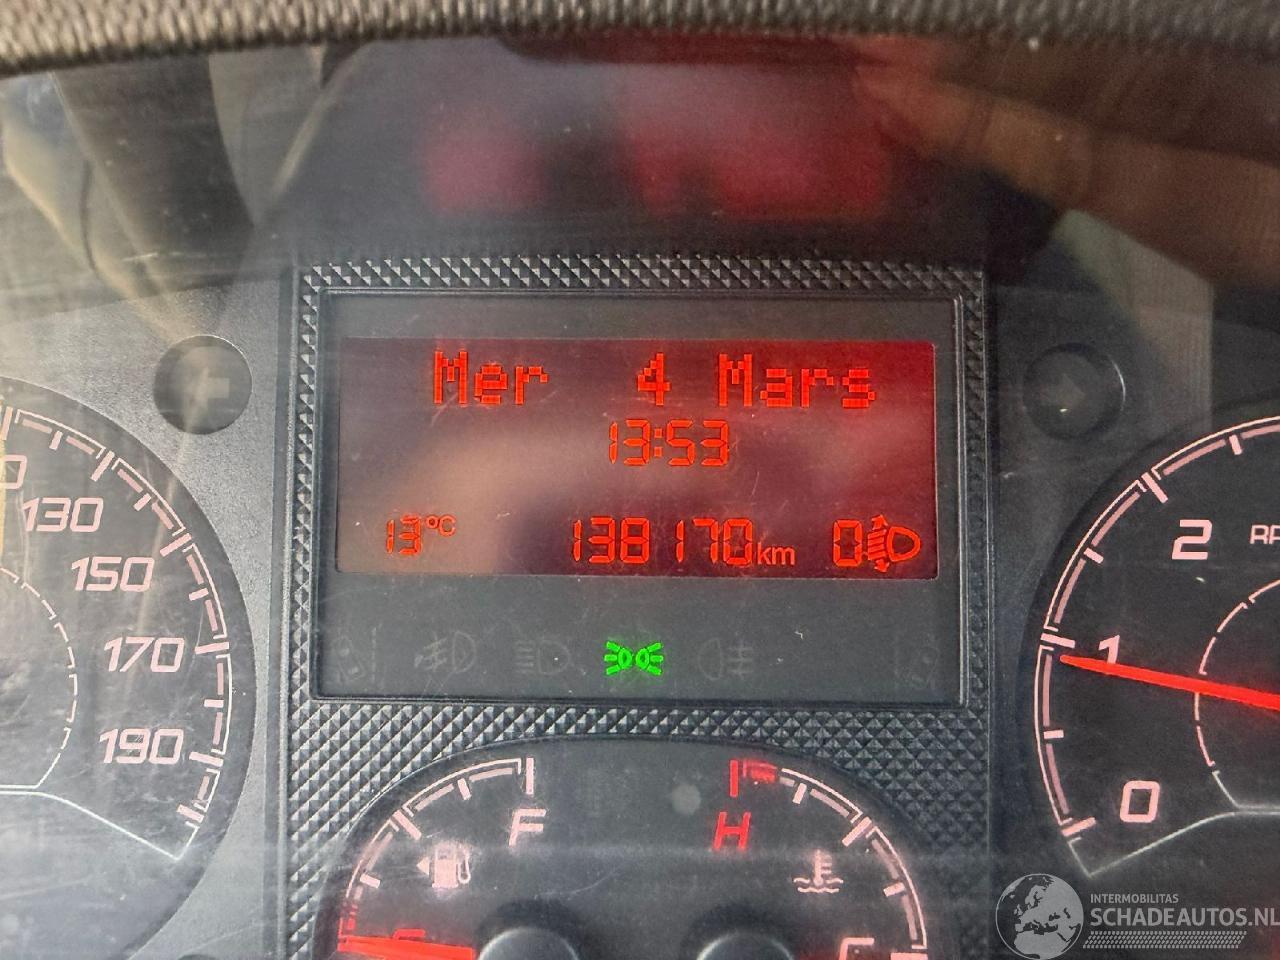 Mer 4 Mars
13:53
13°C 138170km 0
130
150
170
190
F
H
2
1
0
INTERMOBILITAS
SCHADEAUTOS.NL